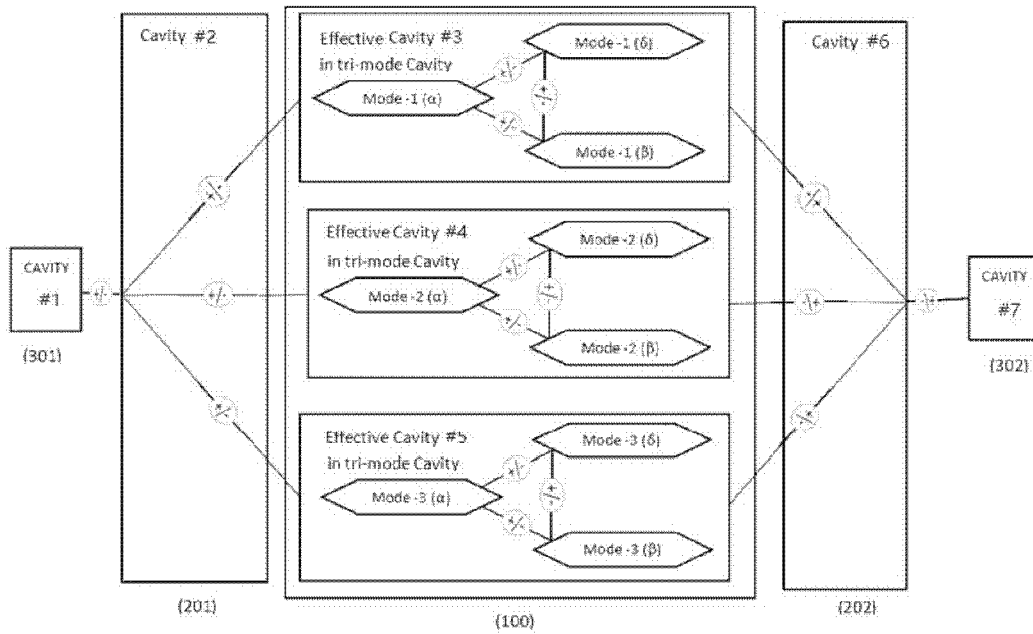 Cavity #2
Effective Cavity #3
in tri-mode Cavity
Mode -1 (α)
Mode -1 (δ)
Mode -1 (β)
+/-
+/-
-/+
Cavity #6
+/-
+/-
Effective Cavity #4
in tri-mode Cavity
Mode -2 (α)
Mode -2 (δ)
Mode -2 (β)
+/-
+/-
-/+
CAVITY
#1
+/-
+/-
-/+
-/+
CAVITY
#7
(301)
(302)
Effective Cavity #5
in tri-mode Cavity
Mode -3 (α)
Mode -3 (δ)
Mode -3 (β)
+/-
+/-
-/+
+/-
+/-
(201)
(100)
(202)